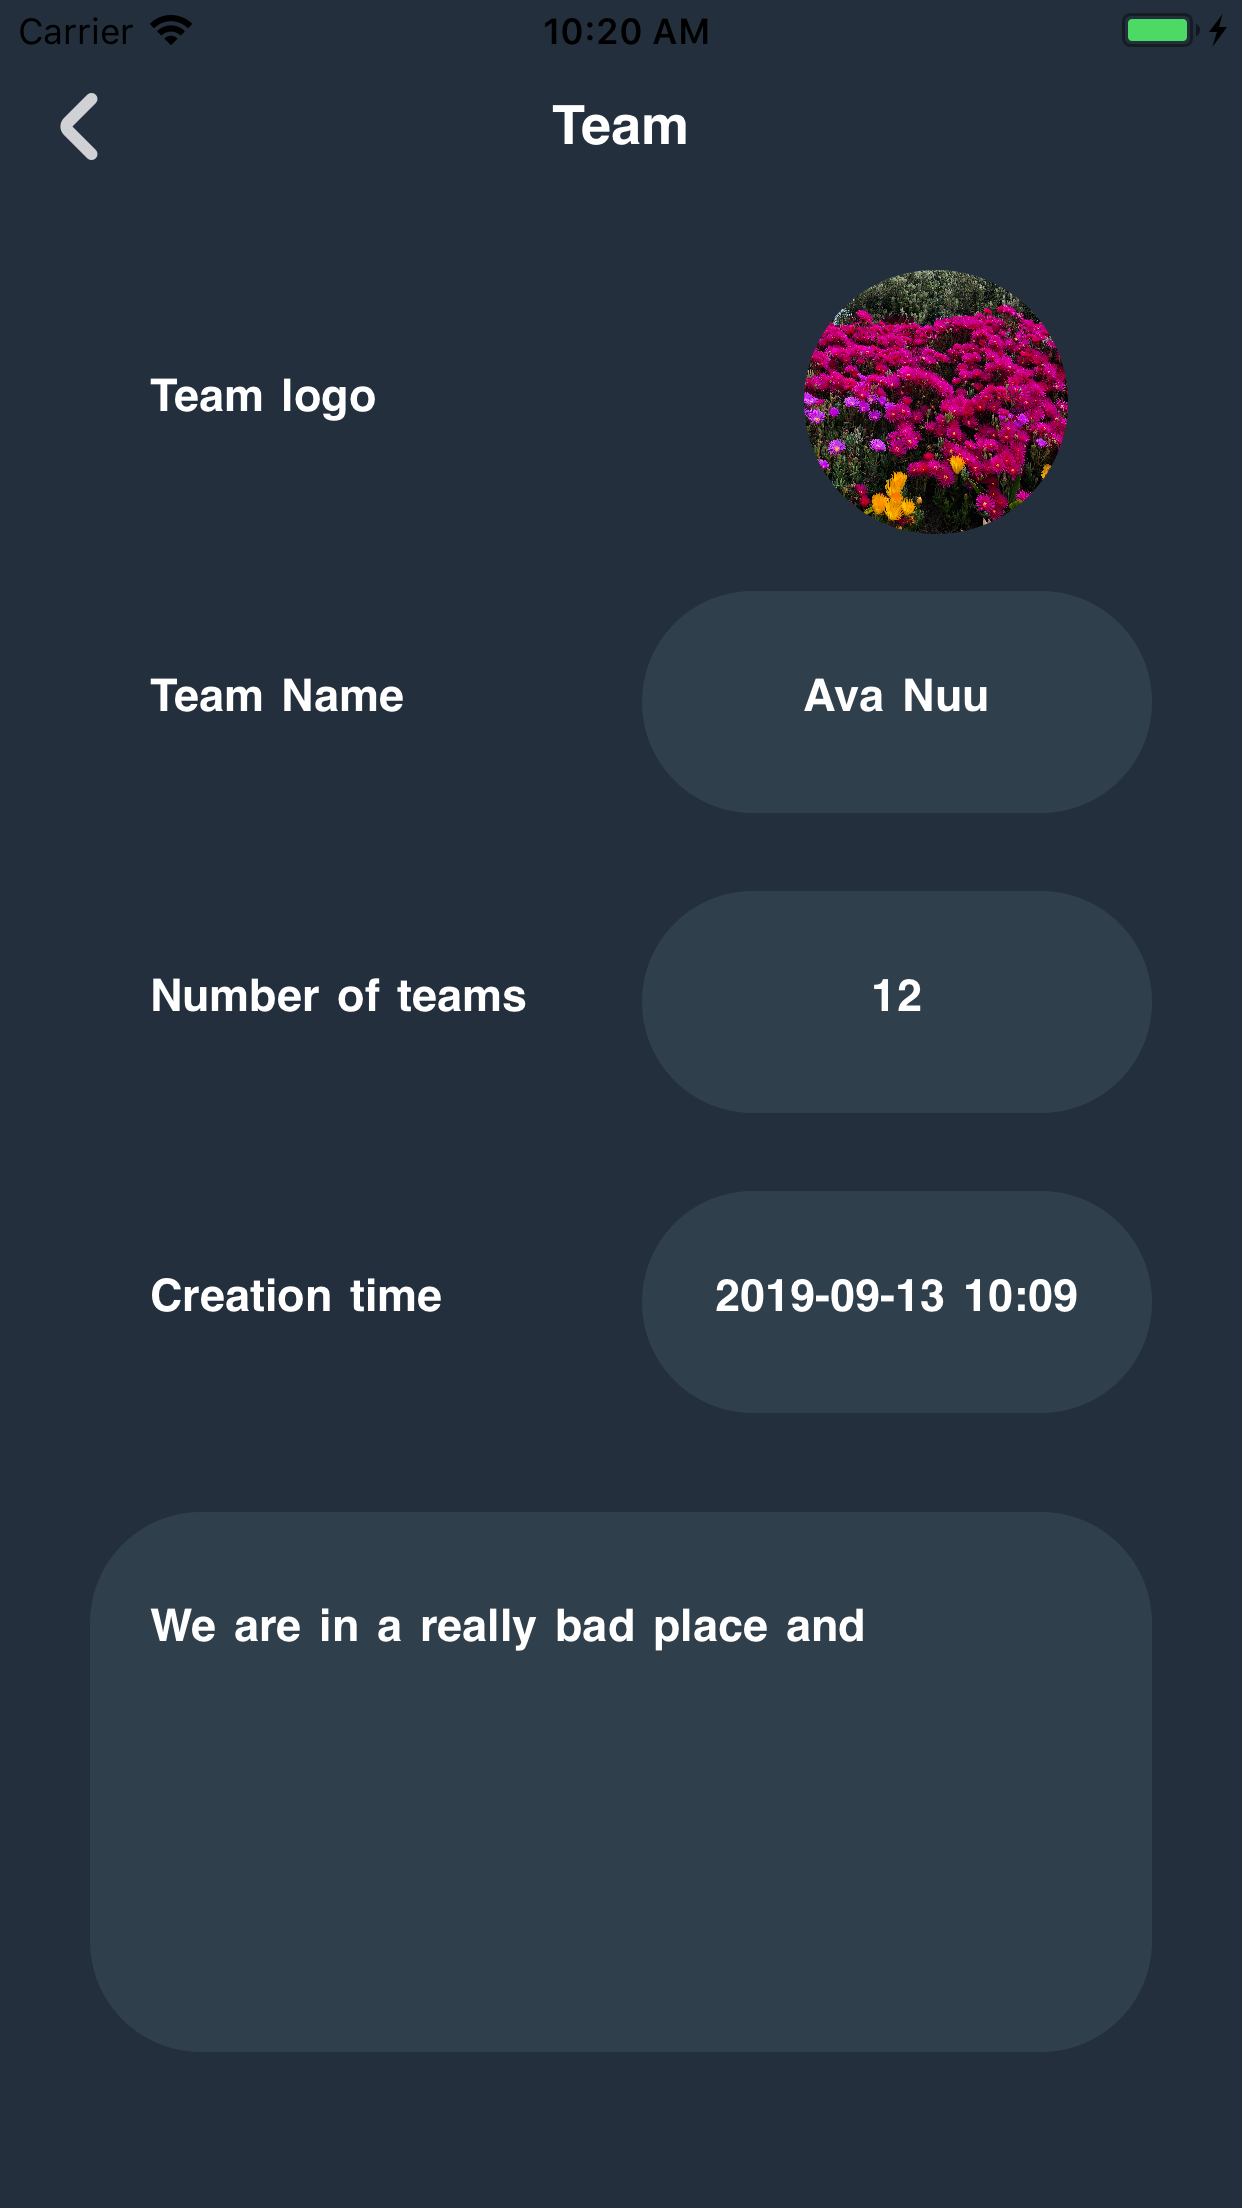 Carrier 10:20 AM
Team
Team logo
Team Name Ava Nuu
Number of teams 12
Creation time 2019-09-13 10:09
We are in a really bad place and